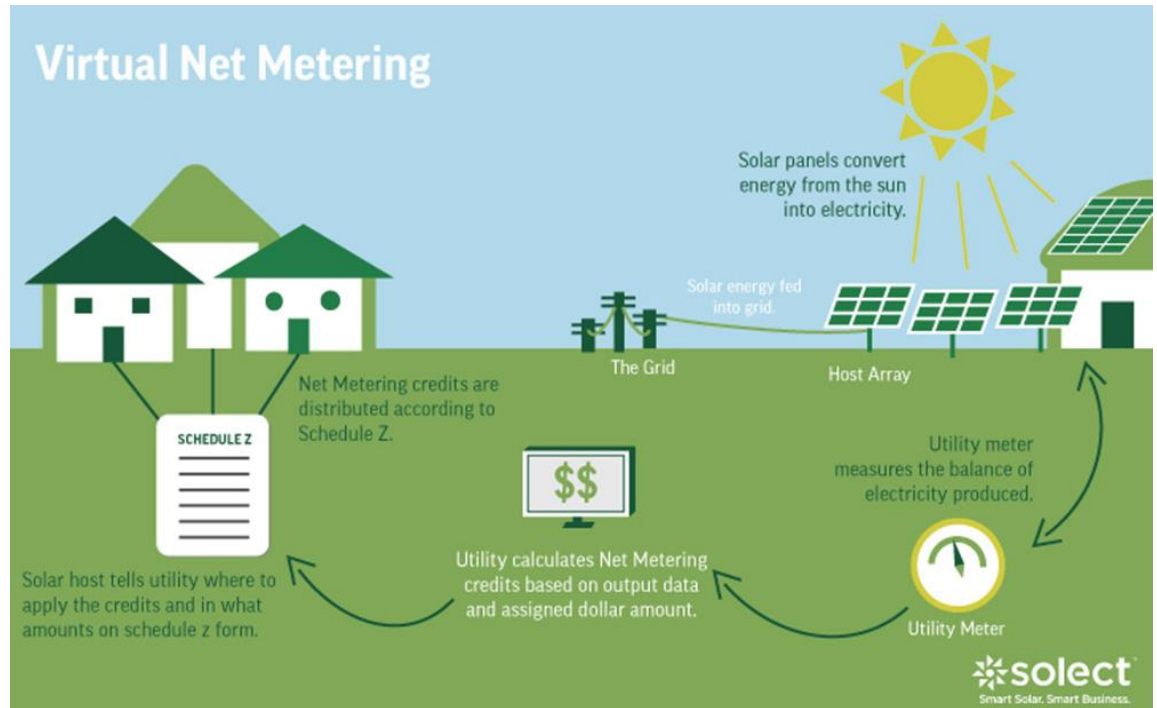 Virtual Net Metering
Solar panels convert
energy from the sun
into electricity.
Solar energy fed
into grid.
The Grid
Host Array
Net Metering credits are
distributed according to
Schedule Z.
SCHEDULE Z
Utility meter
measures the balance of
electricity produced.
$$
Utility calculates Net Metering
credits based on output data
and assigned dollar amount.
Solar host tells utility where to
apply the credits and in what
amounts on schedule z form.
Utility Meter
solect
Smart Solar. Smart Business.